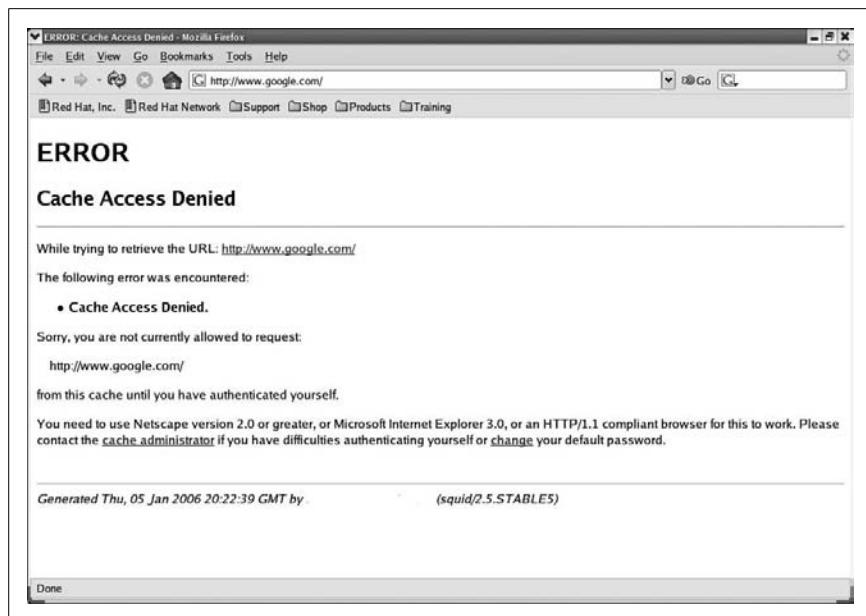 ERROR: Cache Access Denied - Mozilla Firefox
File Edit View Go Bookmarks Tools Help
http://www.google.com/ Go
Red Hat, Inc. Red Hat Network Support Shop Products Training
ERROR
Cache Access Denied
While trying to retrieve the URL: http://www.google.com/
The following error was encountered:
• Cache Access Denied.
Sorry, you are not currently allowed to request:
http://www.google.com/
from this cache until you have authenticated yourself.
You need to use Netscape version 2.0 or greater, or Microsoft Internet Explorer 3.0, or an HTTP/1.1 compliant browser for this to work. Please
contact the cache administrator if you have difficulties authenticating yourself or change your default password.
Generated Thu, 05 Jan 2006 20:22:39 GMT by (squid/2.5.STABLE5)
Done